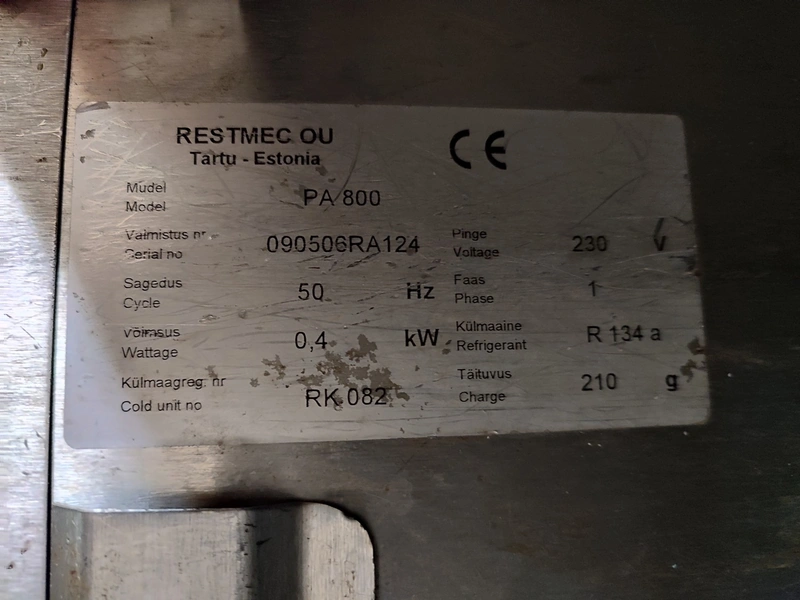 RESTMEC OU
Tartu - Estonia
CE
Mudel
Model
PA 800
Valmistus nr
Serial no
090506RA124
Pinge
Voltage
230 V
Sagedus
Cycle
50 Hz
Faas
Phase
1
Võimsus
Wattage
0,4 kW
Külmaaine
Refrigerant
R 134 a
Külmaagreg. nr
Cold unit no
RK 082
Täituvus
Charge
210 g